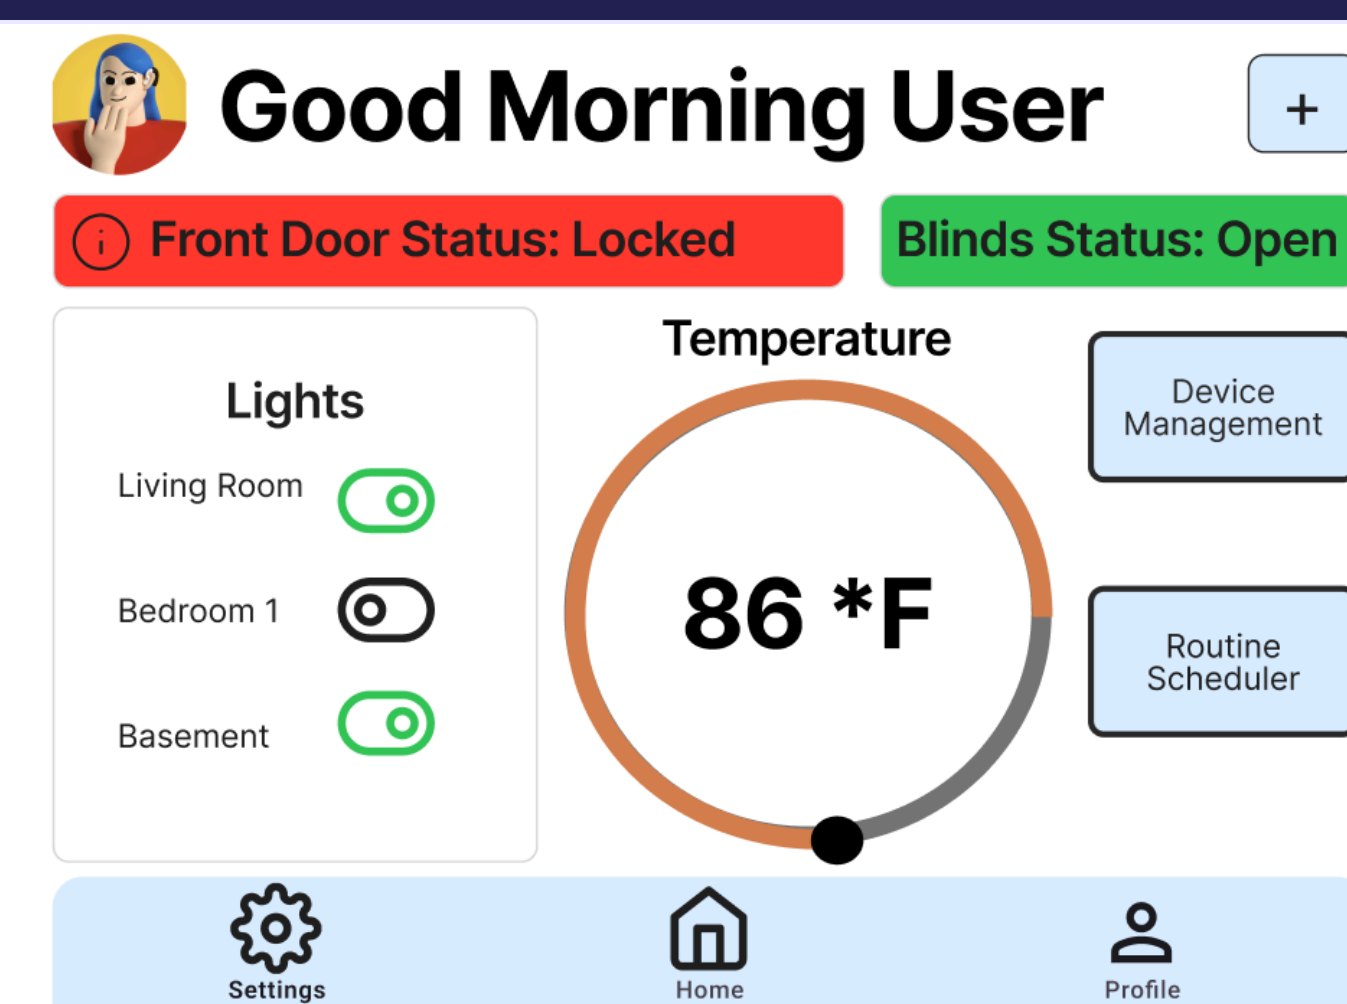 Good Morning User
+
Front Door Status: Locked
Blinds Status: Open
Lights
Living Room
Bedroom 1
Basement
Temperature
86 *F
Device
Management
Routine
Scheduler
Settings
Home
Profile